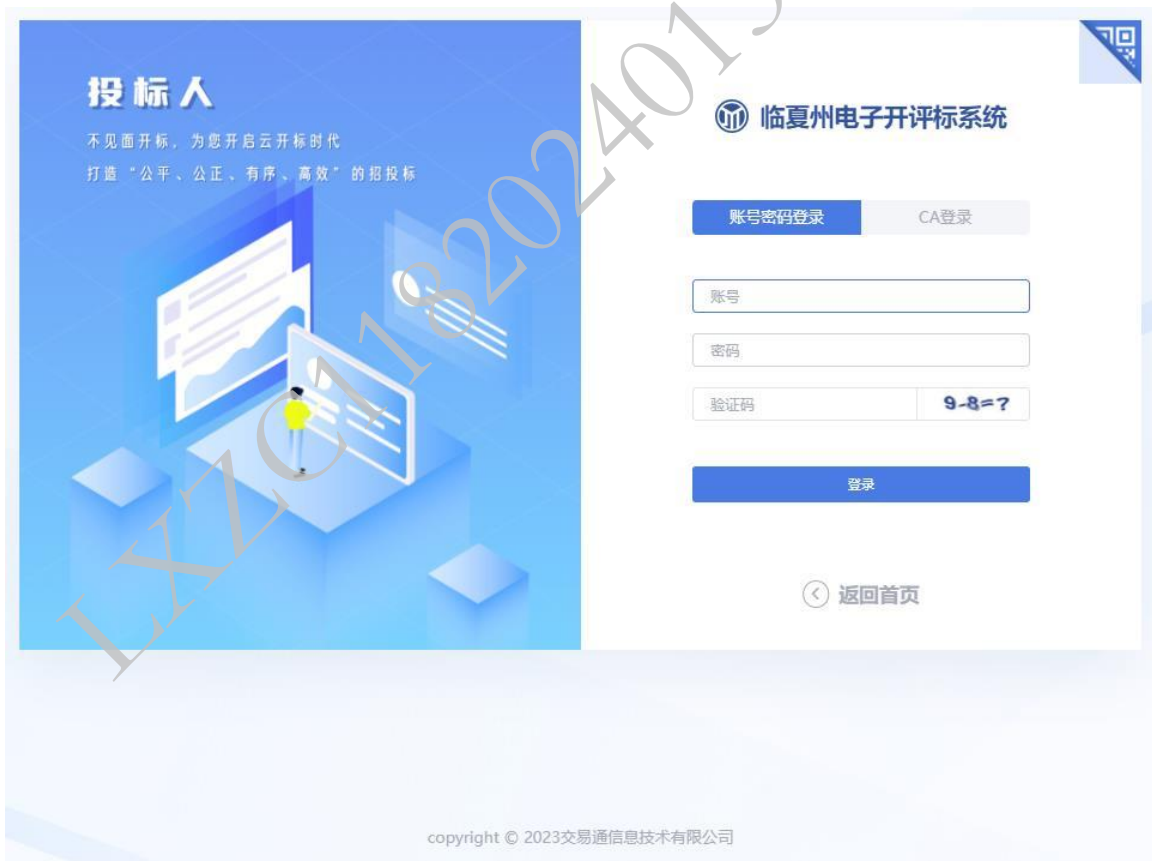 投标人
不见面开标，为您开启云开标时代
打造“公平、公正、有序、高效”的招投标
临夏州电子开评标系统
账号密码登录
CA登录
账号
密码
验证码
9-8=?
登录
返回首页
copyright © 2023交易通信息技术有限公司